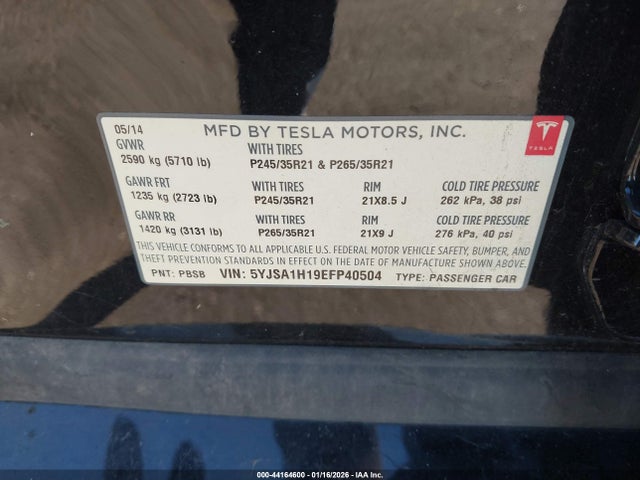 05/14 MFD BY TESLA MOTORS, INC.
TESLA
GVWR WITH TIRES
2590 kg (5710 lb) P245/35R21 & P265/35R21
GAWR FRT WITH TIRES RIM COLD TIRE PRESSURE
1235 kg (2723 lb) P245/35R21 21X8.5 J 262 kPa, 38 psi
GAWR RR WITH TIRES RIM COLD TIRE PRESSURE
1420 kg (3131 lb) P265/35R21 21X9 J 276 kPa, 40 psi
THIS VEHICLE CONFORMS TO ALL APPLICABLE U.S. FEDERAL MOTOR VEHICLE SAFETY, BUMPER, AND
THEFT PREVENTION STANDARDS IN EFFECT ON THE DATE OF MANUFACTURE SHOWN ABOVE.
PNT: PBSB VIN: 5YJSA1H19EFP40504 TYPE: PASSENGER CAR
000-44164600 - 01/16/2026 - IAA Inc.